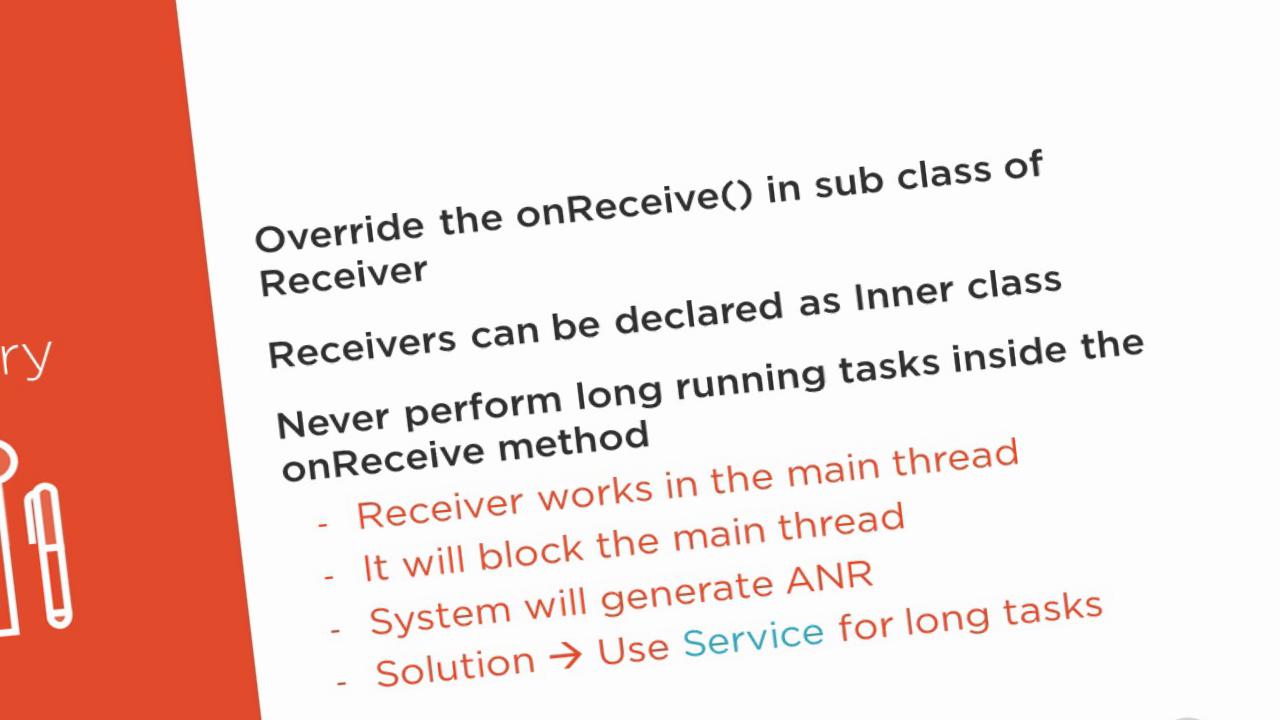 ry
Override the onReceive() in sub class of
Receiver
Receivers can be declared as Inner class
Never perform long running tasks inside the
onReceive method
- Receiver works in the main thread
- It will block the main thread
- System will generate ANR
- Solution → Use Service for long tasks